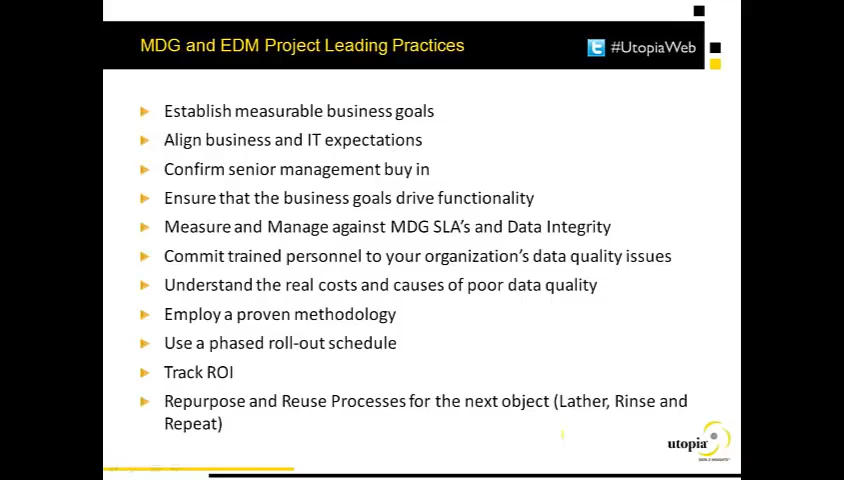 MDG and EDM Project Leading Practices
#UtopiaWeb
Establish measurable business goals
Align business and IT expectations
Confirm senior management buy in
Ensure that the business goals drive functionality
Measure and Manage against MDG SLA's and Data Integrity
Commit trained personnel to your organization's data quality issues
Understand the real costs and causes of poor data quality
Employ a proven methodology
Use a phased roll-out schedule
Track ROI
Repurpose and Reuse Processes for the next object (Lather, Rinse and
Repeat)
utopia